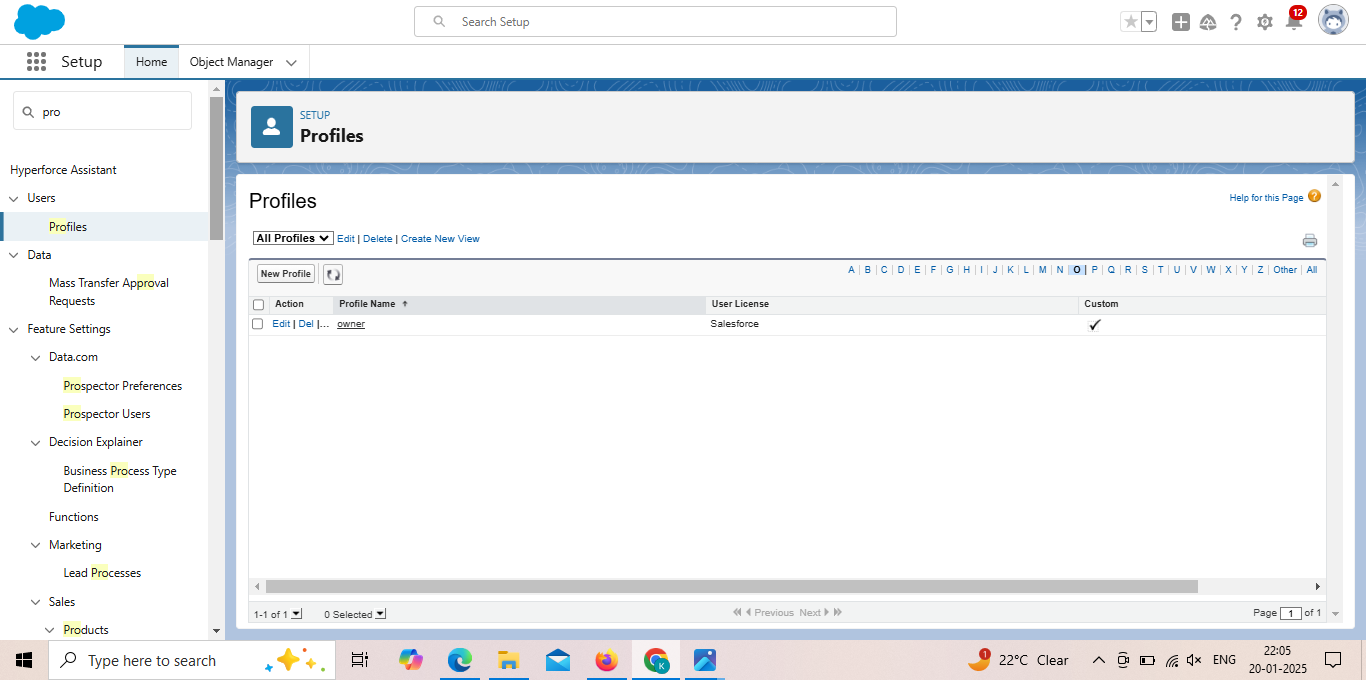 Search Setup
12
Setup
Home
Object Manager
pro
Hyperforce Assistant
Users
Profiles
Data
Mass Transfer Approval
Requests
Feature Settings
Data.com
Prospector Preferences
Prospector Users
Decision Explainer
Business Process Type
Definition
Functions
Marketing
Lead Processes
Sales
Products
SETUP
Profiles
Profiles
Help for this Page ?
All Profiles Edit | Delete | Create New View
New Profile
A | B | C | D | E | F | G | H | I | J | K | L | M | N | O | P | Q | R | S | T | U | V | W | X | Y | Z | Other | All
Action Profile Name User License Custom
Edit | Del |... owner Salesforce
1-1 of 1 0 Selected Previous Next Page 1 of 1
Type here to search
K
1
22°C Clear
ENG
22:05
20-01-2025